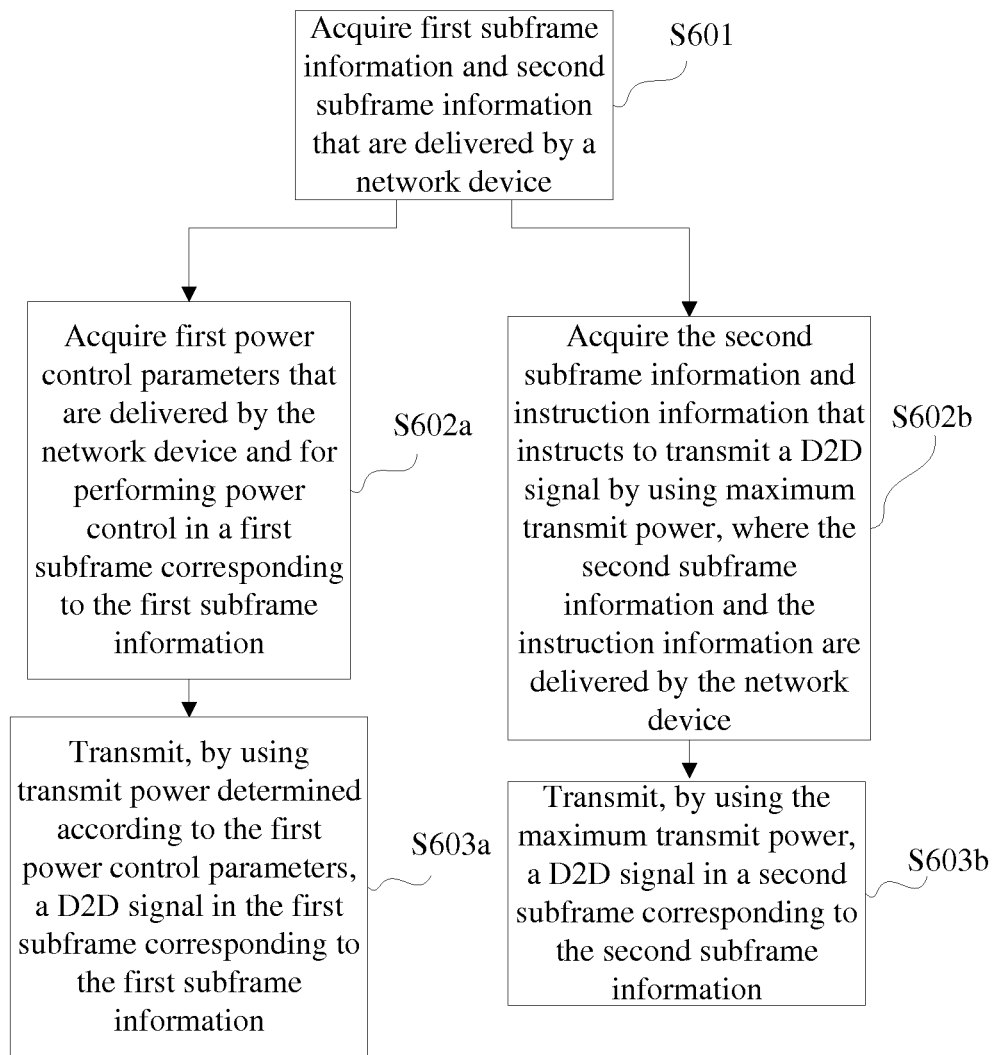 Acquire first subframe
information and second
subframe information
that are delivered by a
network device
S601
Acquire first power
control parameters that
are delivered by the
network device and for
performing power
control in a first
subframe corresponding
to the first subframe
information
S602a
Acquire the second
subframe information and
instruction information that
instructs to transmit a D2D
signal by using maximum
transmit power, where the
second subframe
information and the
instruction information are
delivered by the network
device
S602b
Transmit, by using
transmit power determined
according to the first
power control parameters,
a D2D signal in the first
subframe corresponding to
the first subframe
information
S603a
Transmit, by using the
maximum transmit power,
a D2D signal in a second
subframe corresponding to
the second subframe
information
S603b